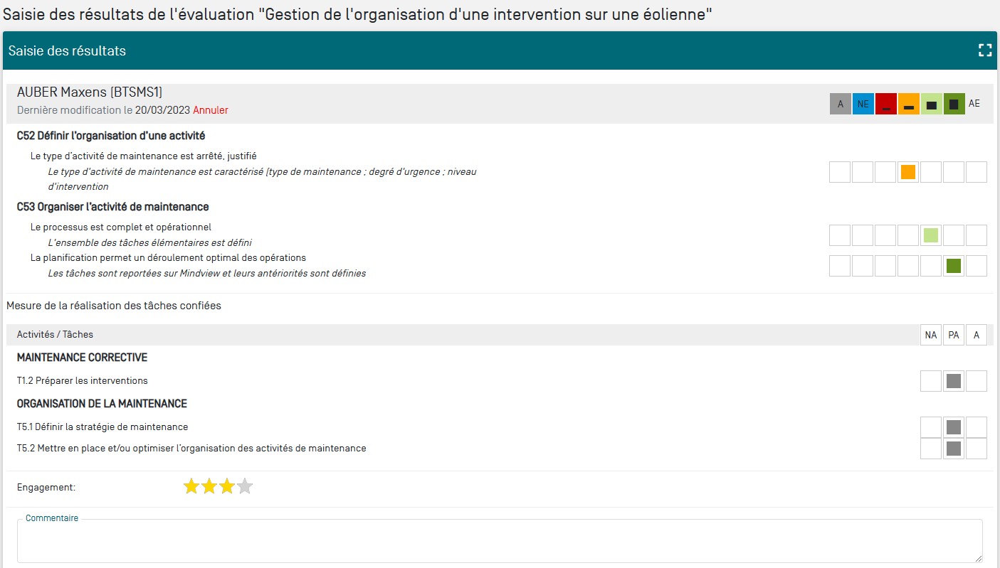 Saisie des résultats de l'évaluation "Gestion de l'organisation d'une intervention sur une éolienne"
Saisie des résultats
AUBER Maxens (BTSMS1)
Dernière modification le 20/03/2023 Annuler
A NE AE
C52 Définir l'organisation d'une activité
Le type d'activité de maintenance est arrêté, justifié
Le type d'activité de maintenance est caractérisé (type de maintenance ; degré d'urgence ; niveau
d'intervention
C53 Organiser l'activité de maintenance
Le processus est complet et opérationnel
L'ensemble des tâches élémentaires est défini
La planification permet un déroulement optimal des opérations
Les tâches sont reportées sur Mindview et leurs antériorités sont définies
Mesure de la réalisation des tâches confiées
Activités / Tâches NA PA A
MAINTENANCE CORRECTIVE
T1.2 Préparer les interventions
ORGANISATION DE LA MAINTENANCE
T5.1 Définir la stratégie de maintenance
T5.2 Mettre en place et/ou optimiser l'organisation des activités de maintenance
Engagement:
Commentaire